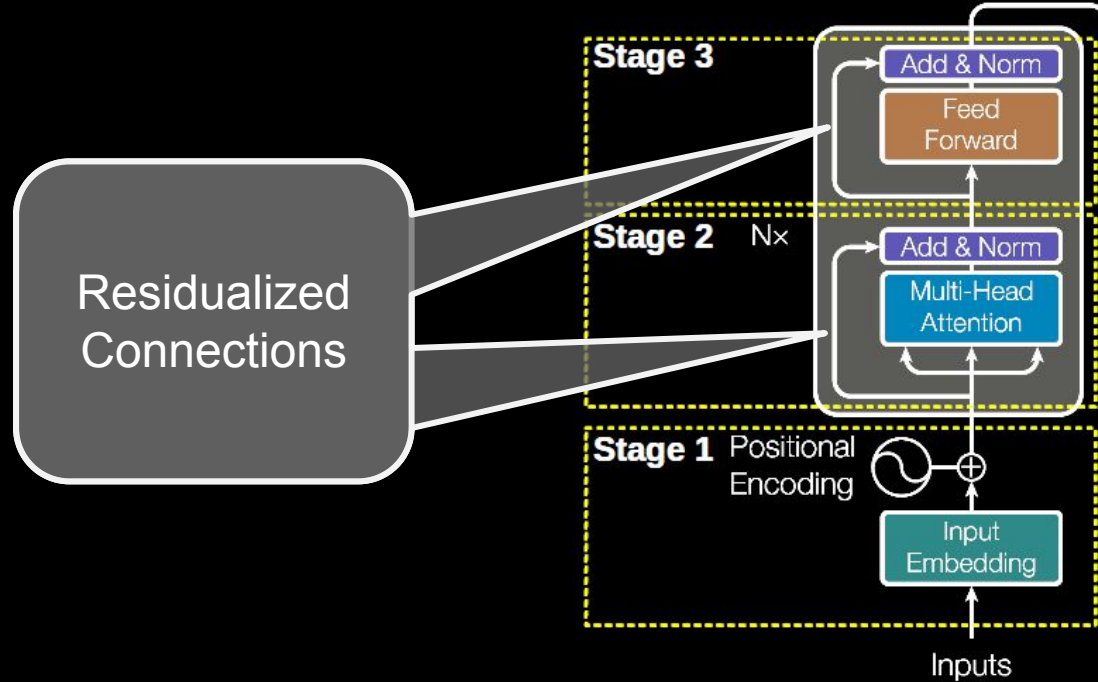 Residualized
Connections
Stage 3
Add & Norm
Feed
Forward
Stage 2 Nx
Add & Norm
Multi-Head
Attention
Stage 1 Positional
Encoding
Input
Embedding
Inputs